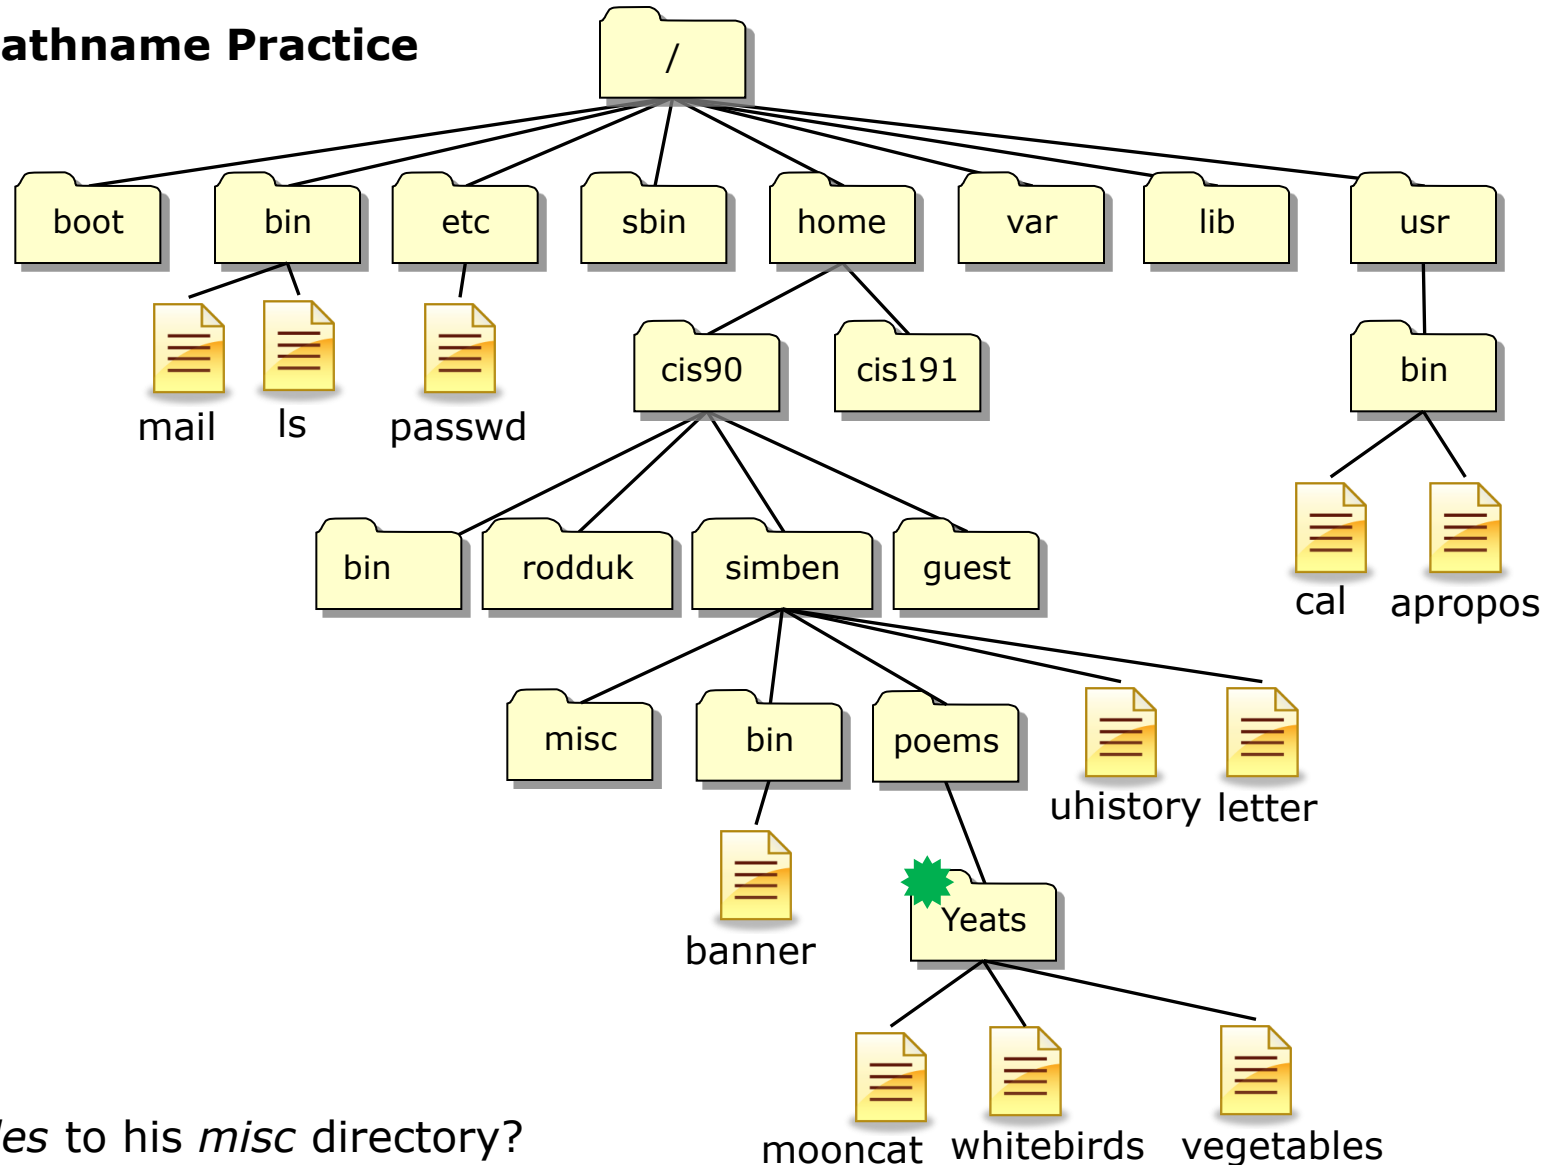 athname Practice
/
boot bin etc sbin home var lib usr
mail ls passwd
cis90 cis191 bin
bin rodduk simben guest
cal apropos
misc bin poems
uhistory letter
banner
Yeats
mooncat whitebirds vegetables
les to his misc directory?